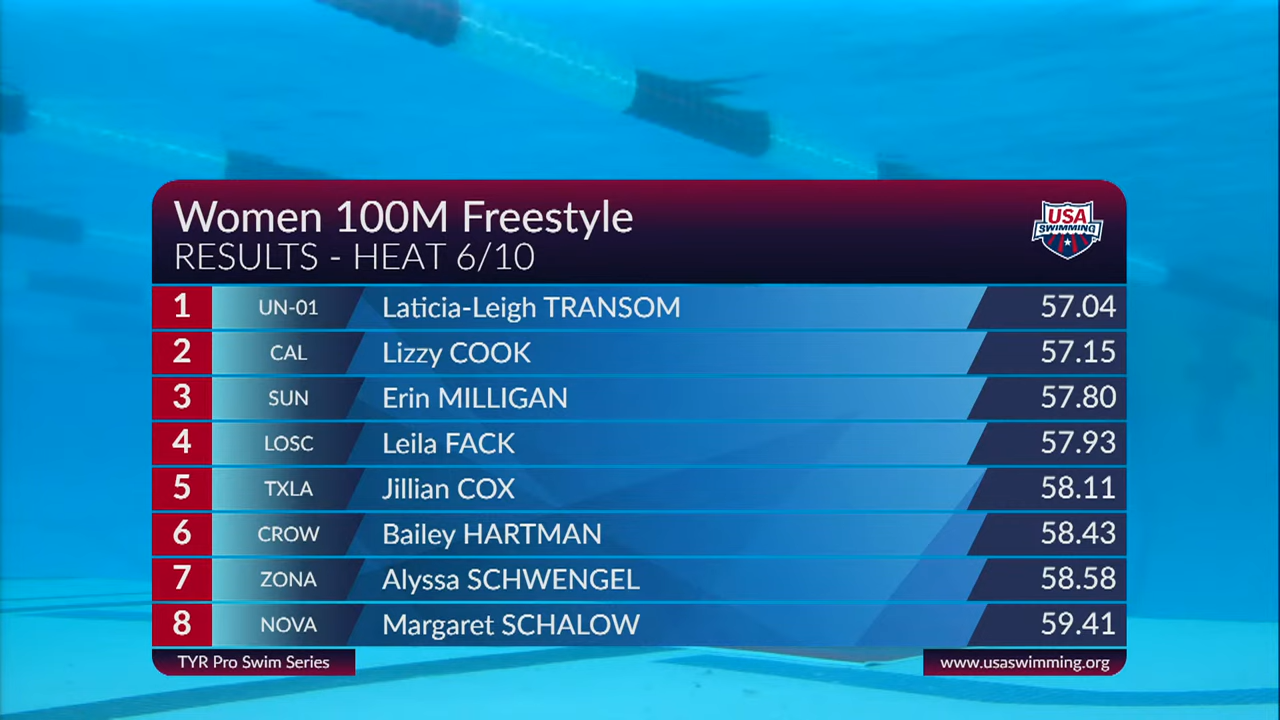 Women 100M Freestyle
RESULTS - HEAT 6/10
USA
SWIMMING
1 UN-01 Laticia-Leigh TRANSOM 57.04
2 CAL Lizzy COOK 57.15
3 SUN Erin MILLIGAN 57.80
4 LOSC Leila FACK 57.93
5 TXLA Jillian COX 58.11
6 CROW Bailey HARTMAN 58.43
7 ZONA Alyssa SCHWENGEL 58.58
8 NOVA Margaret SCHALOW 59.41
TYR Pro Swim Series
www.usaswimming.org